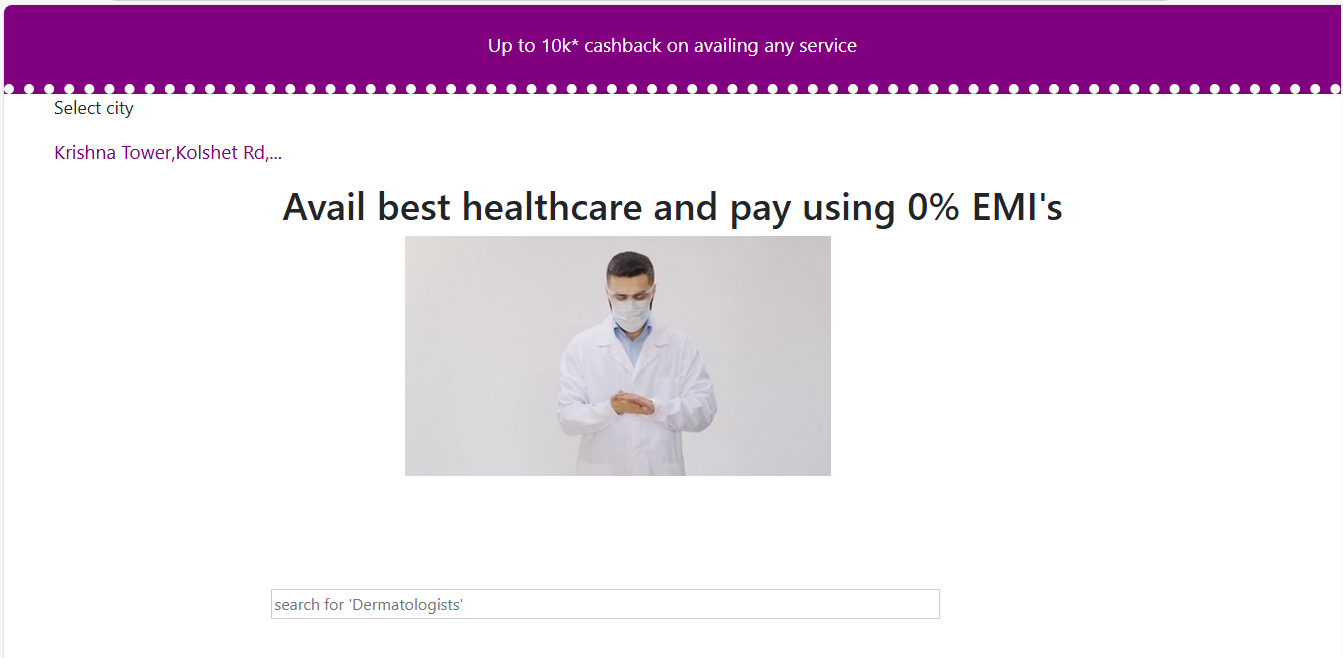 Up to 10k* cashback on availing any service
Select city
Krishna Tower,Kolshet Rd,...
Avail best healthcare and pay using 0% EMI's
search for 'Dermatologists'